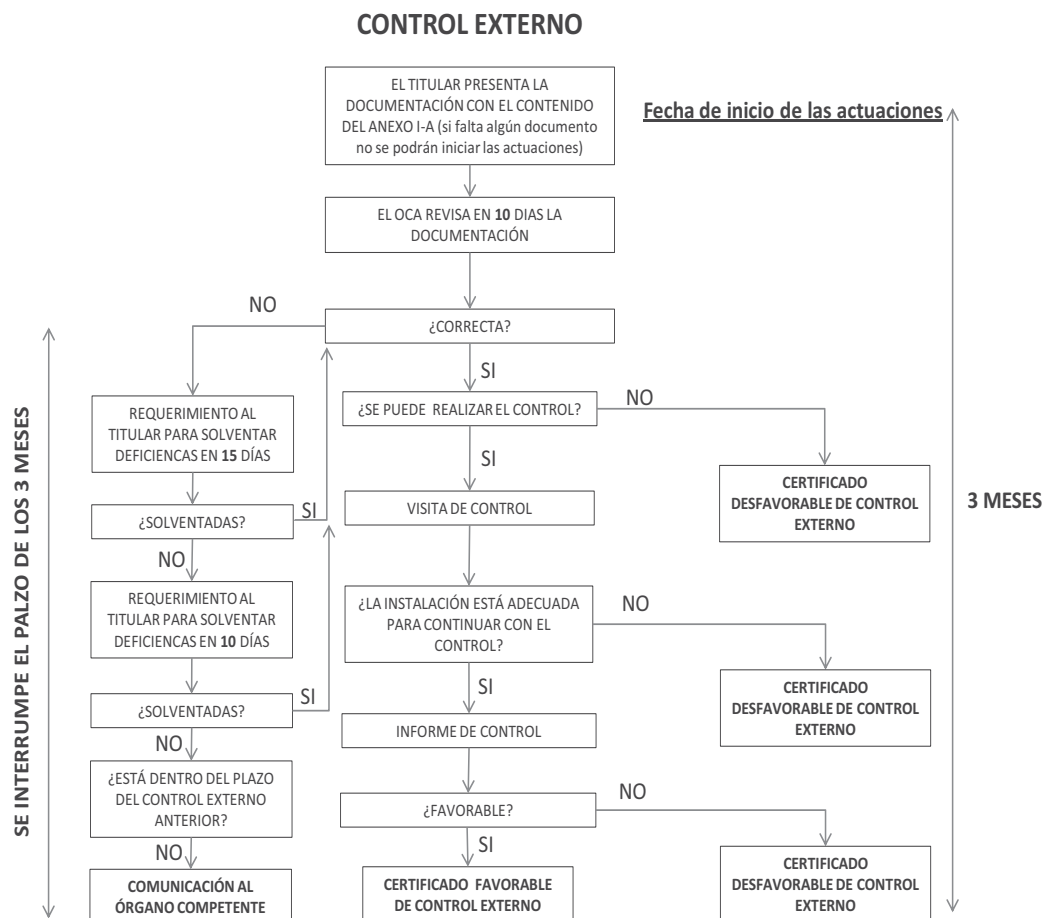 CONTROL EXTERNO
EL TITULAR PRESENTA LA
DOCUMENTACIÓN CON EL CONTENIDO
DEL ANEXO I-A (si falta algún documento
no se podrán iniciar las actuaciones)
Fecha de inicio de las actuaciones
EL OCA REVISA EN 10 DIAS LA
DOCUMENTACIÓN
NO
¿CORRECTA?
SI
REQUERIMIENTO AL
TITULAR PARA SOLVENTAR
DEFICIENCAS EN 15 DÍAS
¿SE PUEDE REALIZAR EL CONTROL?
NO
SI
CERTIFICADO
DESFAVORABLE DE CONTROL
EXTERNO
¿SOLVENTADAS?
SI
VISITA DE CONTROL
3 MESES
NO
REQUERIMIENTO AL
TITULAR PARA SOLVENTAR
DEFICIENCAS EN 10 DÍAS
¿LA INSTALACIÓN ESTÁ ADECUADA
PARA CONTINUAR CON EL
CONTROL?
NO
SI
CERTIFICADO
DESFAVORABLE DE CONTROL
EXTERNO
¿SOLVENTADAS?
SI
INFORME DE CONTROL
NO
¿ESTÁ DENTRO DEL PLAZO
DEL CONTROL EXTERNO
ANTERIOR?
¿FAVORABLE?
NO
NO
SI
COMUNICACIÓN AL
ÓRGANO COMPETENTE
CERTIFICADO FAVORABLE
DE CONTROL EXTERNO
CERTIFICADO
DESFAVORABLE DE CONTROL
EXTERNO
SE INTERRUMPE EL PALZO DE LOS 3 MESES